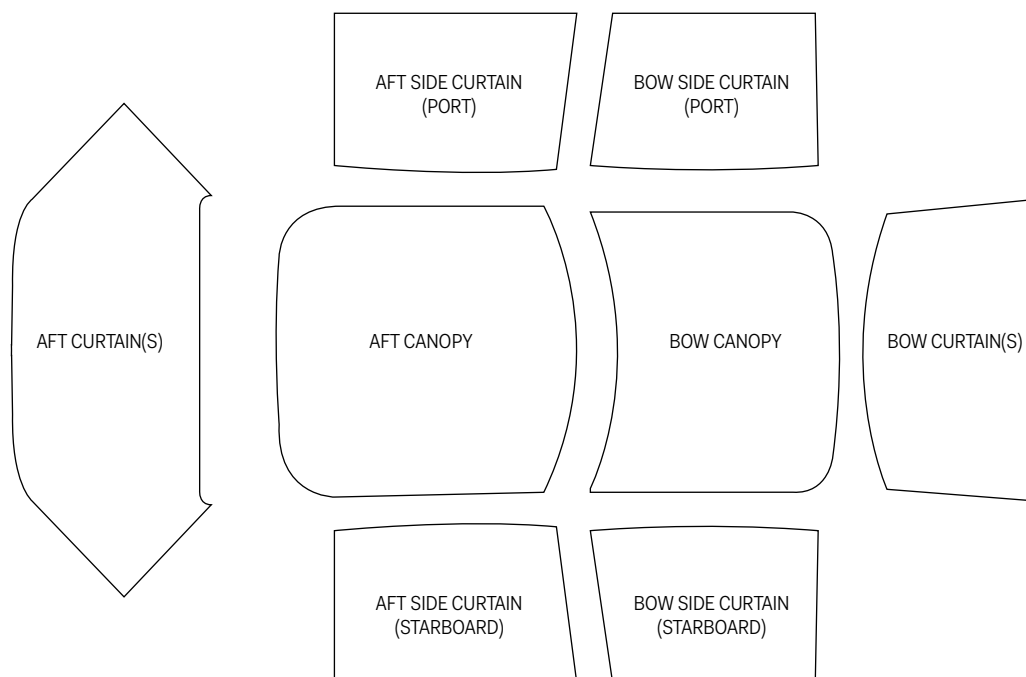 AFT SIDE CURTAIN
(PORT)
BOW SIDE CURTAIN
(PORT)
AFT CURTAIN(S)
AFT CANOPY
BOW CANOPY
BOW CURTAIN(S)
AFT SIDE CURTAIN
(STARBOARD)
BOW SIDE CURTAIN
(STARBOARD)